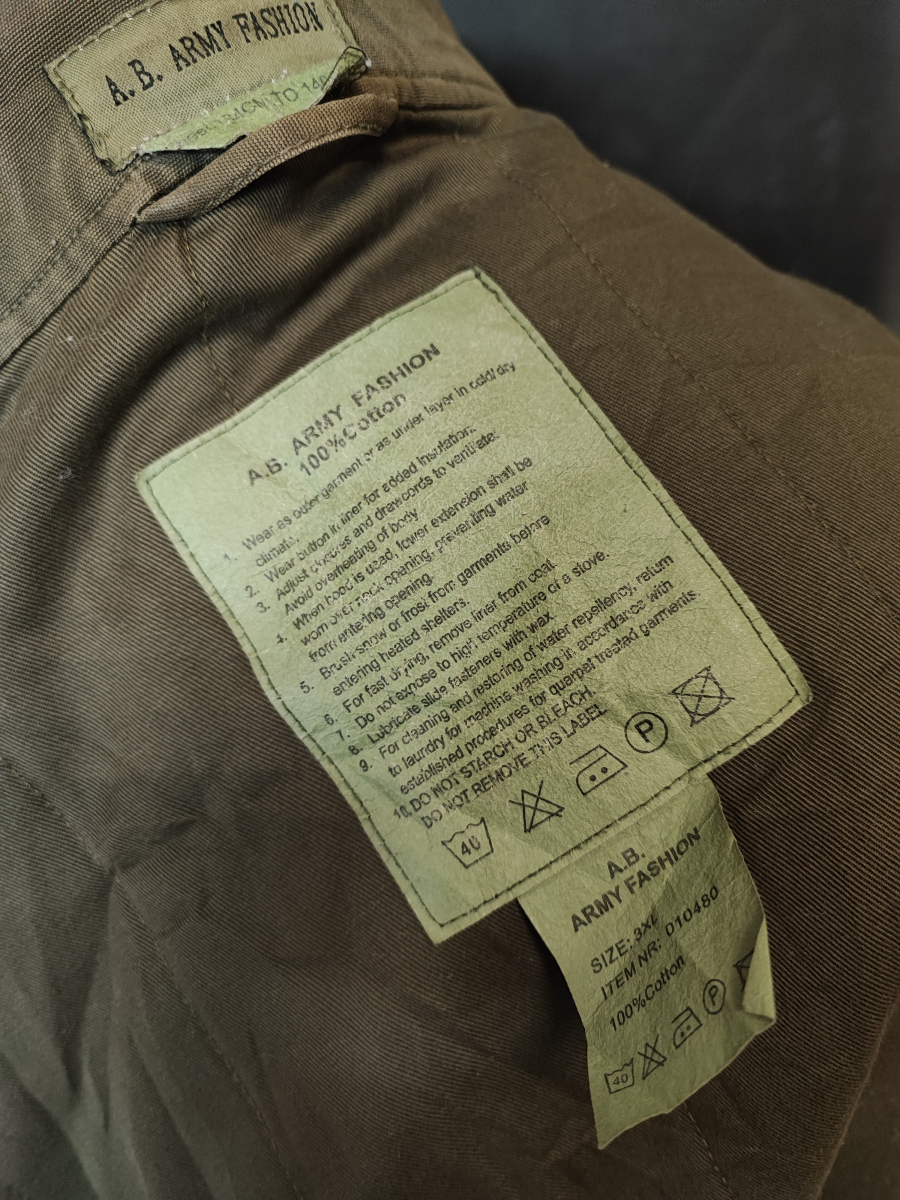 A.B. ARMY FASHION
TO
A.B. ARMY FASHION
100%Cotton
1. Wear as outer garment or as under layer in cold/dry
climate.
2. Wear button in liner for added insulation.
3. Adjust closures and drawcords to ventilate.
Avoid overheating of body
4. When hood is used, lower extension shall be
worn over neck opening, preventing water
from entering opening.
5. Brush snow or frost from garments before
entering heated shelters.
6. For fast drying, remove liner from coat.
7. Do not expose to high temperature or a stove.
8. Lubricate slide fasteners with wax.
9. For cleaning and restoring of water repellency, return
to laundry for machine washing in accordance with
established procedures for quarpel treated garments.
10. DO NOT STARCH OR BLEACH.
DO NOT REMOVE THIS LABEL
40 P
A.B.
ARMY FASHION
SIZE: 3XL
ITEM NR: 010480
100%Cotton
40 P